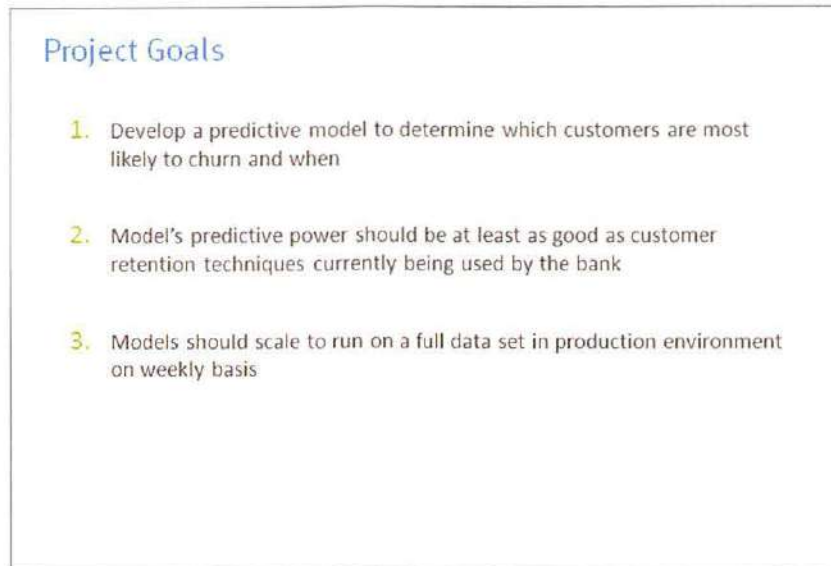 Project Goals
1. Develop a predictive model to determine which customers are most
likely to churn and when
2. Model's predictive power should be at least as good as customer
retention techniques currently being used by the bank
3. Models should scale to run on a full data set in production environment
on weekly basis